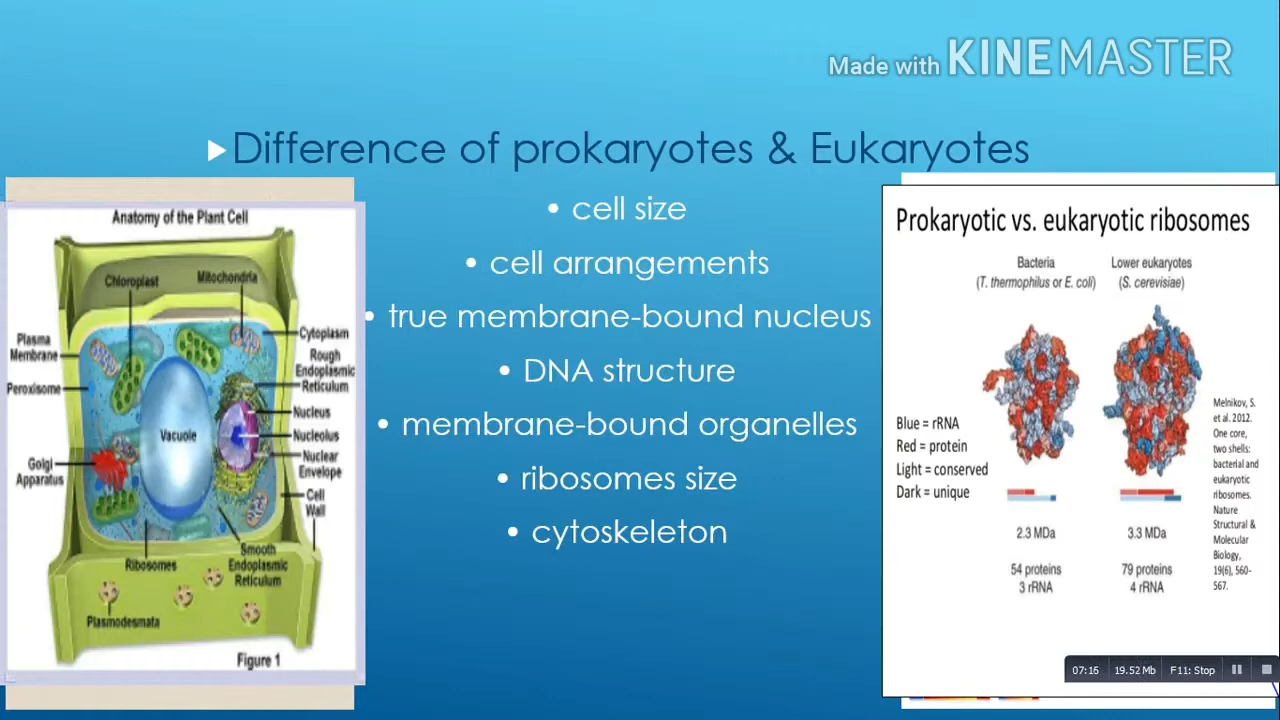 Made with KINEMASTER
Difference of prokaryotes & Eukaryotes
• cell size
• cell arrangements
• true membrane-bound nucleus
• DNA structure
• membrane-bound organelles
• ribosomes size
• cytoskeleton
Anatomy of the Plant Cell
Chloroplast
Mitochondria
Cytoplasm
Plasma
Membrane
Rough
Endoplasmic
Reticulum
Peroxisome
Nucleus
Vacuole
Nucleolus
Nuclear
Envelope
Golgi
Apparatus
Cell
Wall
Ribosomes
Smooth
Endoplasmic
Reticulum
Plasmodesmata
Figure 1
Prokaryotic vs. eukaryotic ribosomes
Bacteria
(T. thermophilus or E. coli)
Lower eukaryotes
(S. cerevisiae)
Blue = rRNA
Red = protein
Light = conserved
Dark = unique
2.3 MDa
3.3 MDa
54 proteins
3 rRNA
79 proteins
4 rRNA
Melnikov, S.
et al. 2012.
One core,
two shells:
bacterial and
eukaryotic
ribosomes.
Nature
Structural &
Molecular
Biology,
19(6), 560-
567.
07:16 19.52 Mb F11: Stop